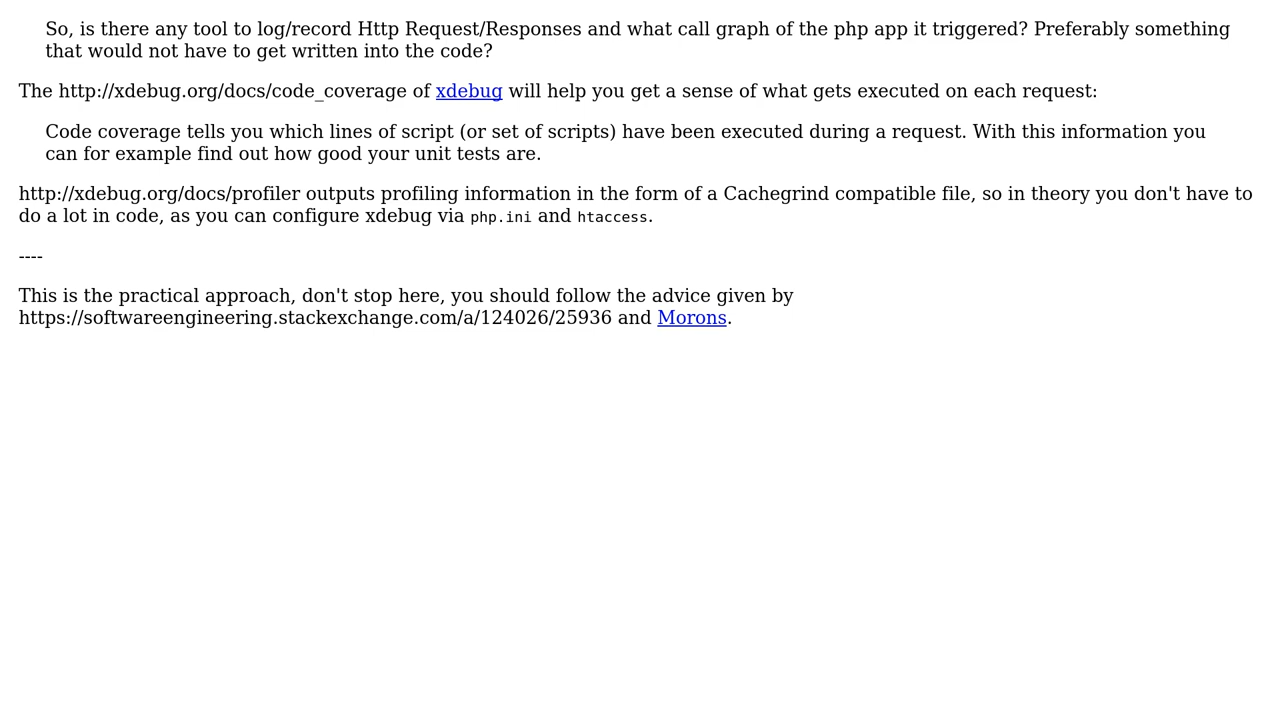 So, is there any tool to log/record Http Request/Responses and what call graph of the php app it triggered? Preferably something
that would not have to get written into the code?
The http://xdebug.org/docs/code_coverage of xdebug will help you get a sense of what gets executed on each request:
Code coverage tells you which lines of script (or set of scripts) have been executed during a request. With this information you
can for example find out how good your unit tests are.
http://xdebug.org/docs/profiler outputs profiling information in the form of a Cachegrind compatible file, so in theory you don't have to
do a lot in code, as you can configure xdebug via php.ini and htaccess.
----
This is the practical approach, don't stop here, you should follow the advice given by
https://softwareengineering.stackexchange.com/a/124026/25936 and Morons.